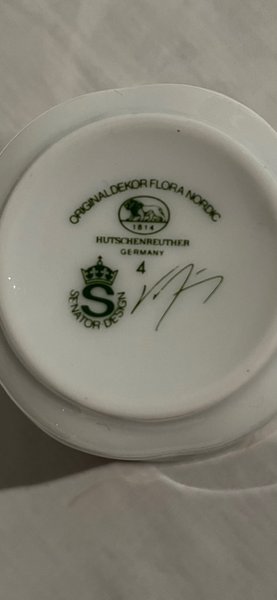 ORIGINALDEKOR FLORA NORDIC
1814
HUTSCHENREUTHER
GERMANY
4
S
SENATOR DESIGN